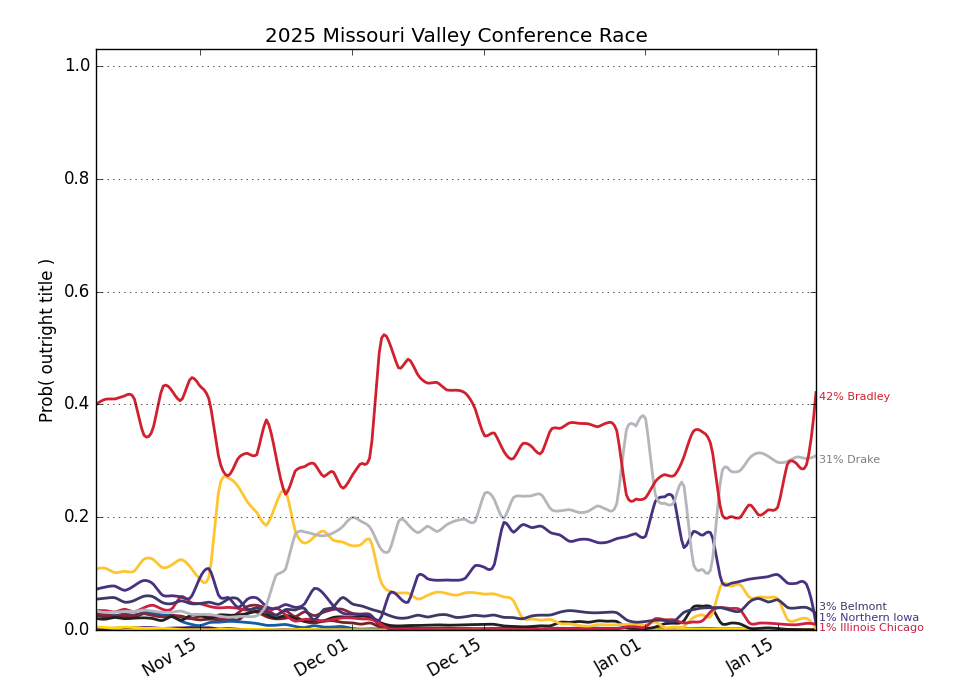 2025 Missouri Valley Conference Race
1.0
0.8
0.6
0.4
0.2
0.0
Prob( outright title )
Nov 15
Dec 01
Dec 15
Jan 01
Jan 15
42% Bradley
31% Drake
3% Belmont
1% Northern Iowa
1% Illinois Chicago